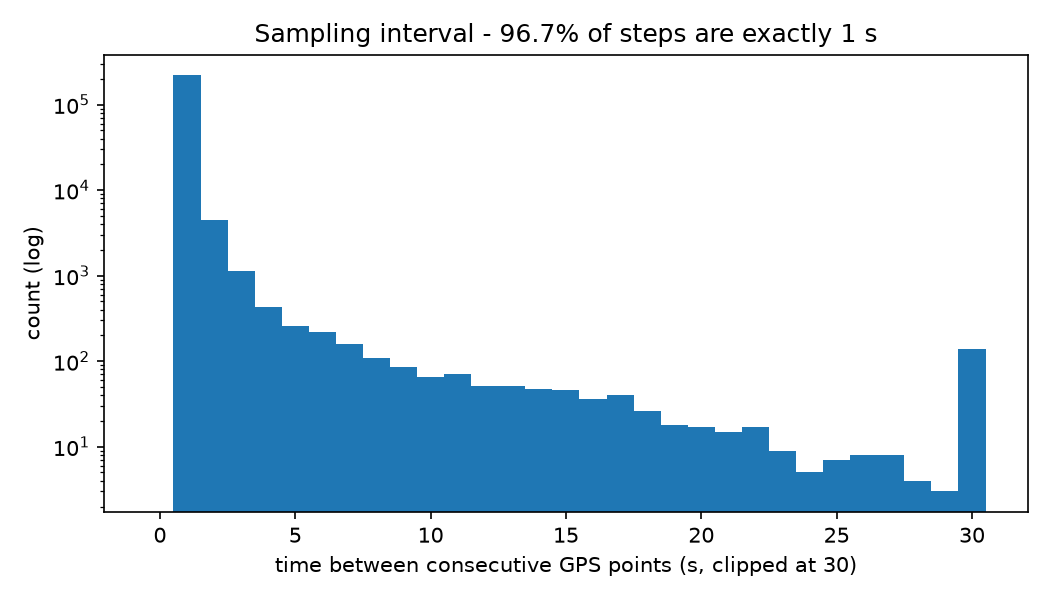 Sampling interval - 96.7% of steps are exactly 1 s
count (log)
10⁵
10⁴
10³
10²
10¹
0 5 10 15 20 25 30
time between consecutive GPS points (s, clipped at 30)